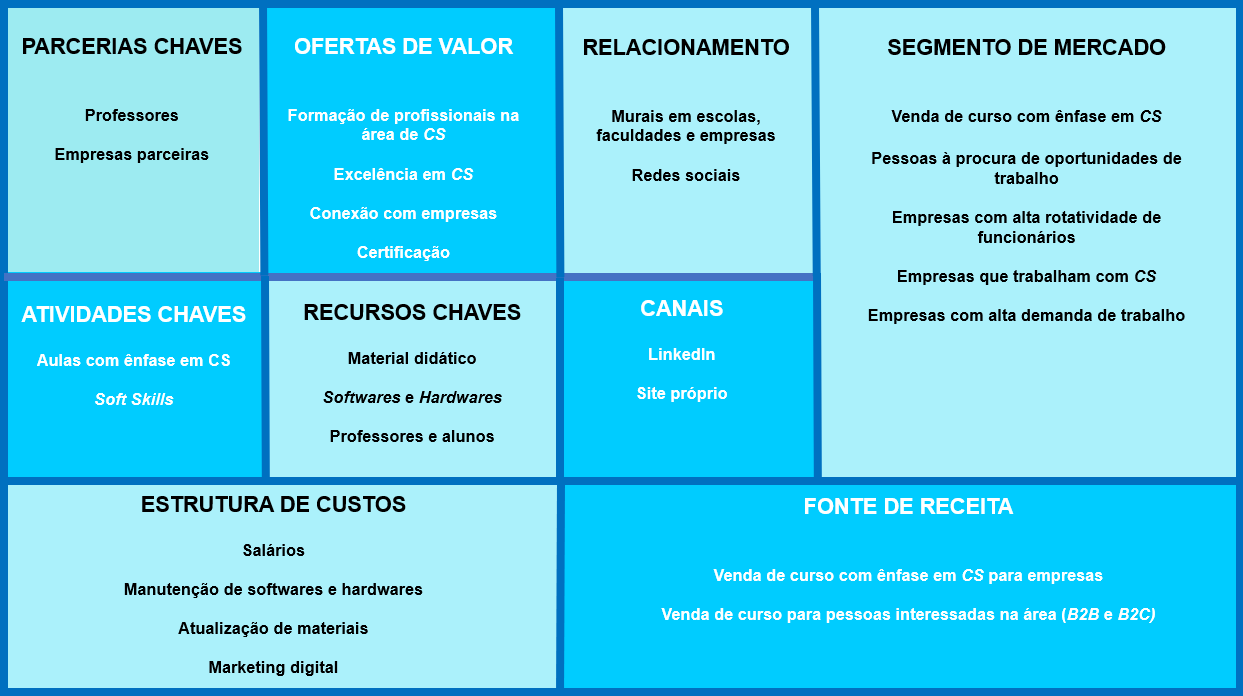 PARCERIAS CHAVES
Professores
Empresas parceiras
OFERTAS DE VALOR
Formação de profissionais na
área de CS
Excelência em CS
Conexão com empresas
Certificação
RELACIONAMENTO
Murais em escolas,
faculdades e empresas
Redes sociais
SEGMENTO DE MERCADO
Venda de curso com ênfase em CS
Pessoas à procura de oportunidades de
trabalho
Empresas com alta rotatividade de
funcionários
Empresas que trabalham com CS
Empresas com alta demanda de trabalho
ATIVIDADES CHAVES
Aulas com ênfase em CS
Soft Skills
RECURSOS CHAVES
Material didático
Softwares e Hardwares
Professores e alunos
CANAIS
LinkedIn
Site próprio
ESTRUTURA DE CUSTOS
Salários
Manutenção de softwares e hardwares
Atualização de materiais
Marketing digital
FONTE DE RECEITA
Venda de curso com ênfase em CS para empresas
Venda de curso para pessoas interessadas na área (B2B e B2C)